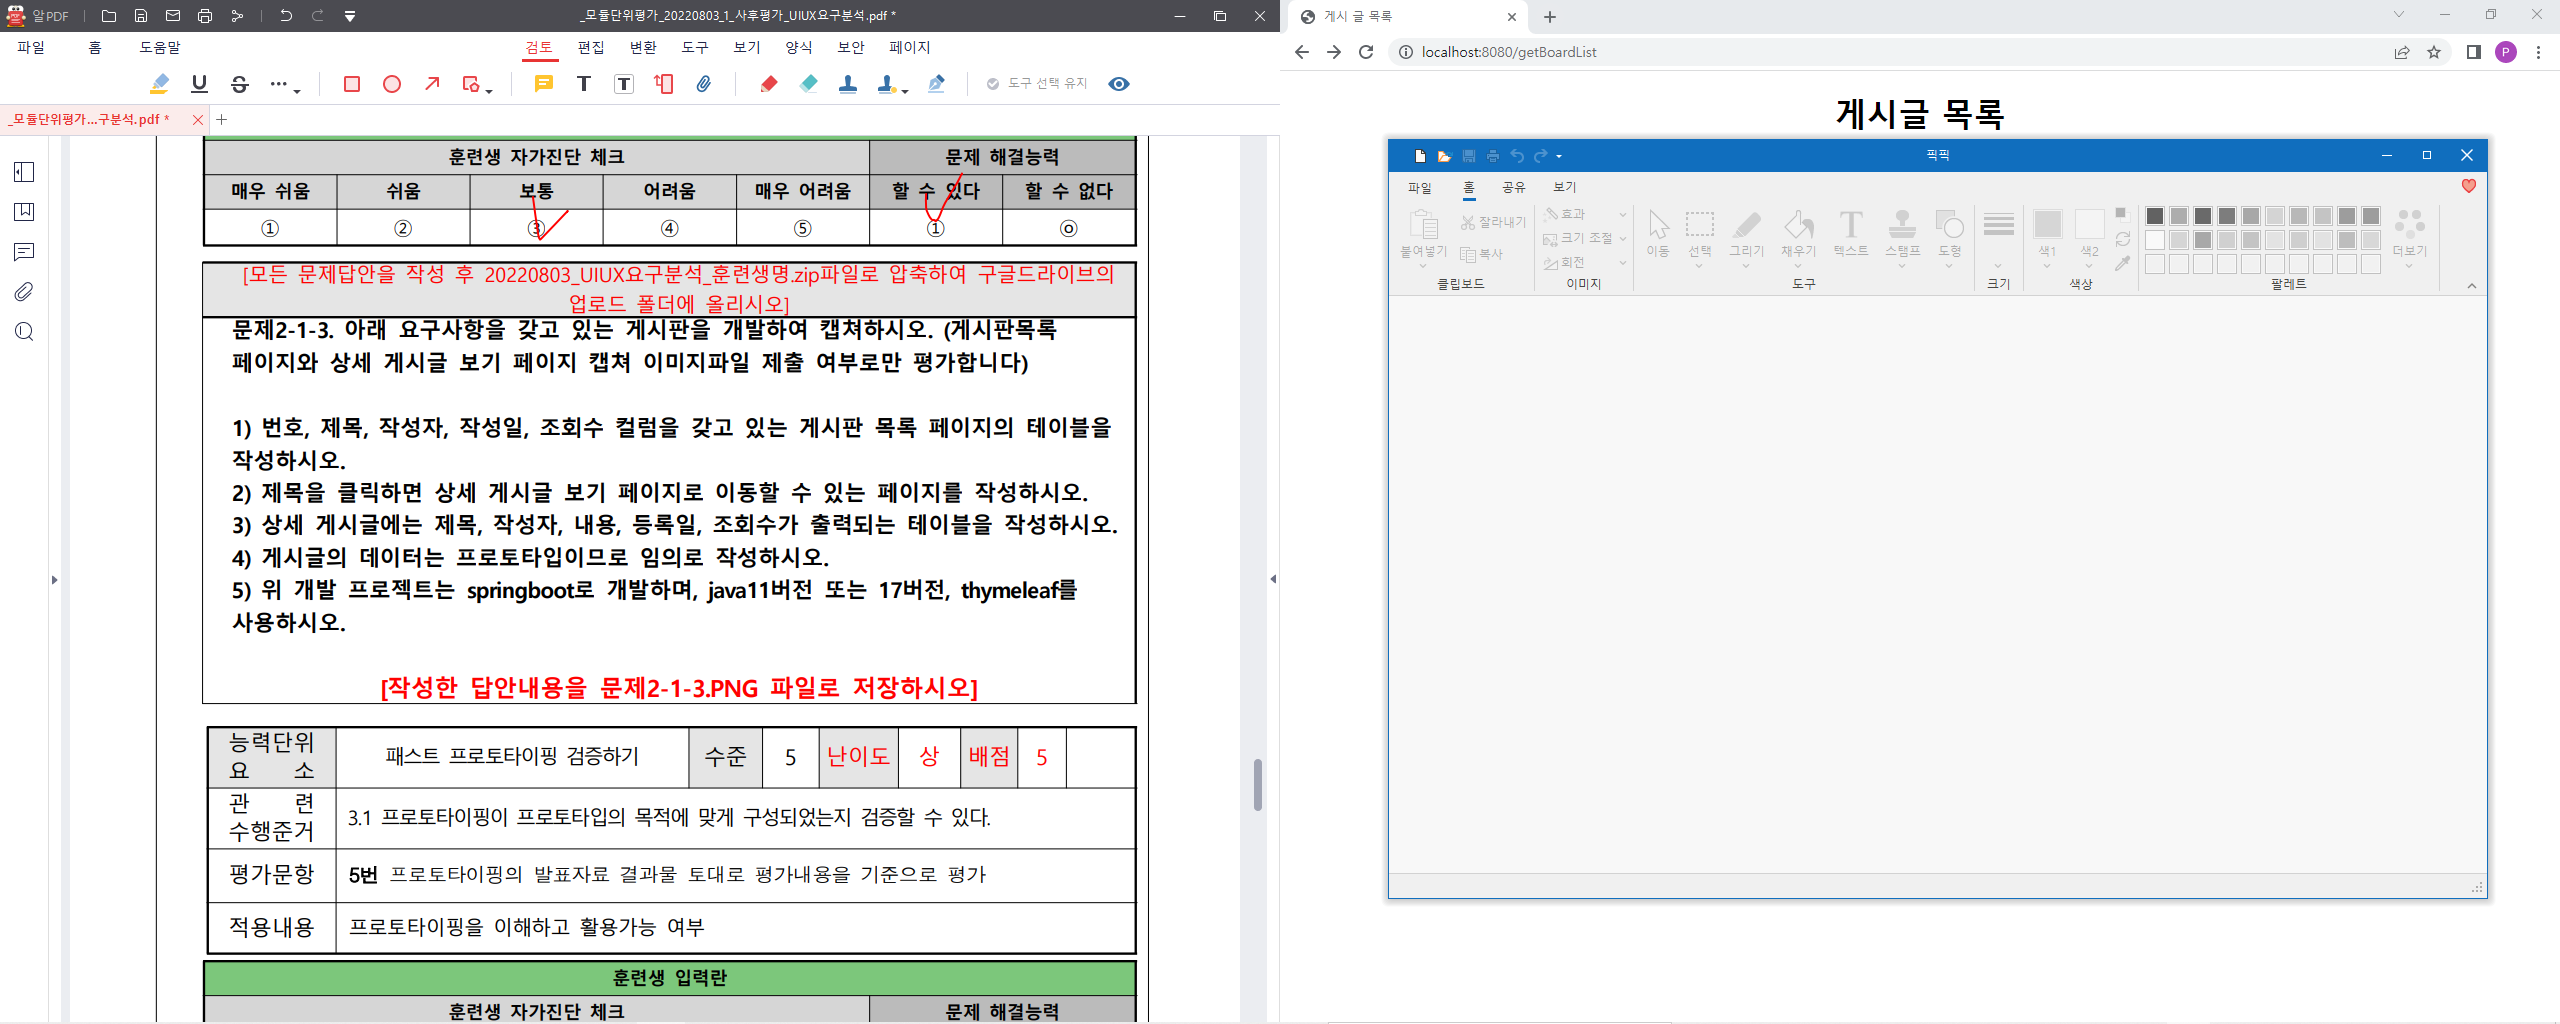 알PDF
_모듈단위평가_20220803_1_사후평가_UIUX요구분석.pdf *
파일 홈 도움말 검토 편집 변환 도구 보기 양식 보안 페이지
도구 선택 유지
_모듈단위평가...구분석.pdf *
훈련생 자가진단 체크 문제 해결능력
매우 쉬움 쉬움 보통 어려움 매우 어려움 할 수 있다 할 수 없다
① ② ③ ④ ⑤ ① ⓞ
[모든 문제답안을 작성 후 20220803_UIUX요구분석_훈련생명.zip파일로 압축하여 구글드라이브의
업로드 폴더에 올리시오]
문제2-1-3. 아래 요구사항을 갖고 있는 게시판을 개발하여 캡쳐하시오. (게시판목록
페이지와 상세 게시글 보기 페이지 캡쳐 이미지파일 제출 여부로만 평가합니다)
1) 번호, 제목, 작성자, 작성일, 조회수 컬럼을 갖고 있는 게시판 목록 페이지의 테이블을
작성하시오.
2) 제목을 클릭하면 상세 게시글 보기 페이지로 이동할 수 있는 페이지를 작성하시오.
3) 상세 게시글에는 제목, 작성자, 내용, 등록일, 조회수가 출력되는 테이블을 작성하시오.
4) 게시글의 데이터는 프로토타입이므로 임의로 작성하시오.
5) 위 개발 프로젝트는 springboot로 개발하며, java11버전 또는 17버전, thymeleaf를
사용하시오.
[작성한 답안내용을 문제2-1-3.PNG 파일로 저장하시오]
능력단위
요 소
패스트 프로토타이핑 검증하기 수준 5 난이도 상 배점 5
관 련
수행준거
3.1 프로토타이핑이 프로토타입의 목적에 맞게 구성되었는지 검증할 수 있다.
평가문항 5번 프로토타이핑의 발표자료 결과물 토대로 평가내용을 기준으로 평가
적용내용 프로토타이핑을 이해하고 활용가능 여부
훈련생 입력란
훈련생 자가진단 체크 문제 해결능력
게시 글 목록
localhost:8080/getBoardList
P
게시글 목록
픽픽
파일 홈 공유 보기
붙여넣기 잘라내기 복사
효과 크기 조절 회전
이동 선택 그리기 채우기 텍스트 스탬프 도형
색1 색2 더보기
클립보드 이미지 도구 크기 색상 팔레트